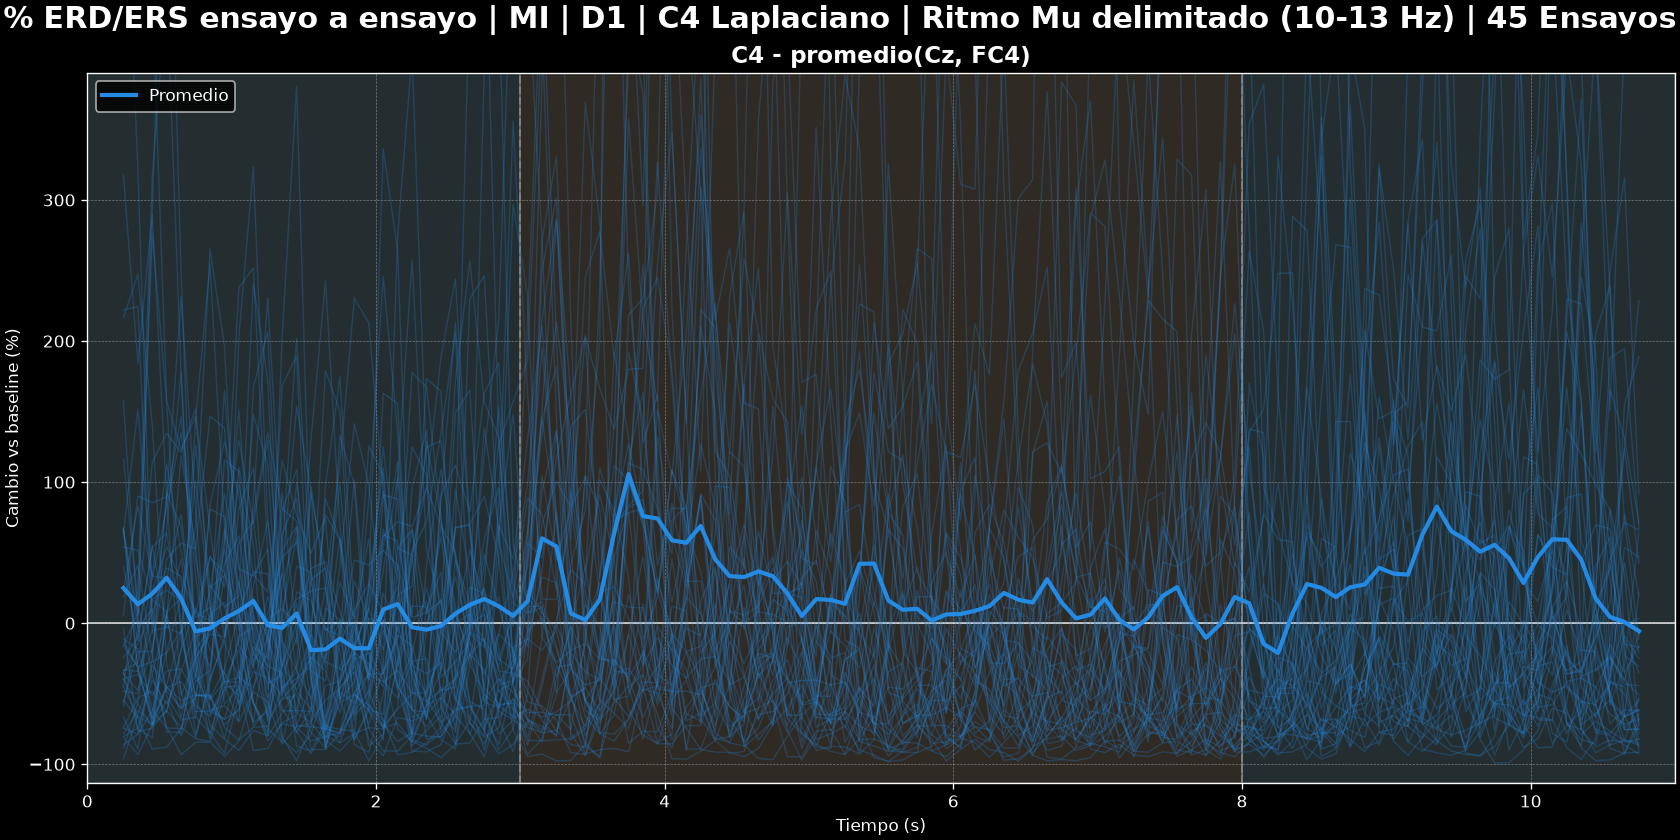 % ERD/ERS ensayo a ensayo | MI | D1 | C4 Laplaciano | Ritmo Mu delimitado (10-13 Hz) | 45 Ensayos
C4 - promedio(Cz, FC4)
Promedio
Cambio vs baseline (%)
300
200
100
0
−100
0 2 4 6 8 10
Tiempo (s)